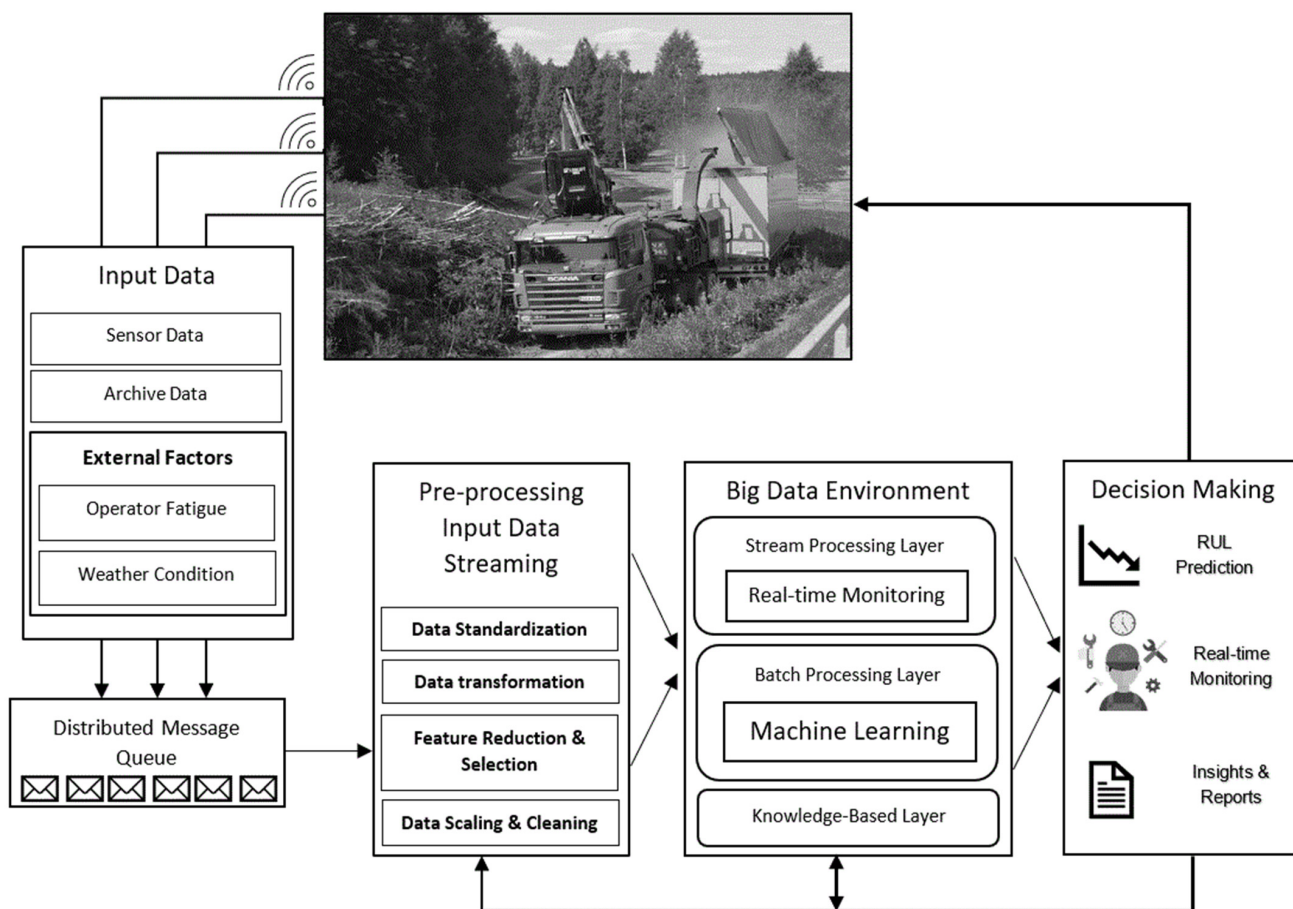 SCANIA
Input Data
Sensor Data
Archive Data
External Factors
Operator Fatigue
Weather Condition
Distributed Message
Queue
Pre-processing
Input Data
Streaming
Data Standardization
Data transformation
Feature Reduction &
Selection
Data Scaling & Cleaning
Big Data Environment
Stream Processing Layer
Real-time Monitoring
Batch Processing Layer
Machine Learning
Knowledge-Based Layer
Decision Making
RUL
Prediction
Real-time
Monitoring
Insights &
Reports